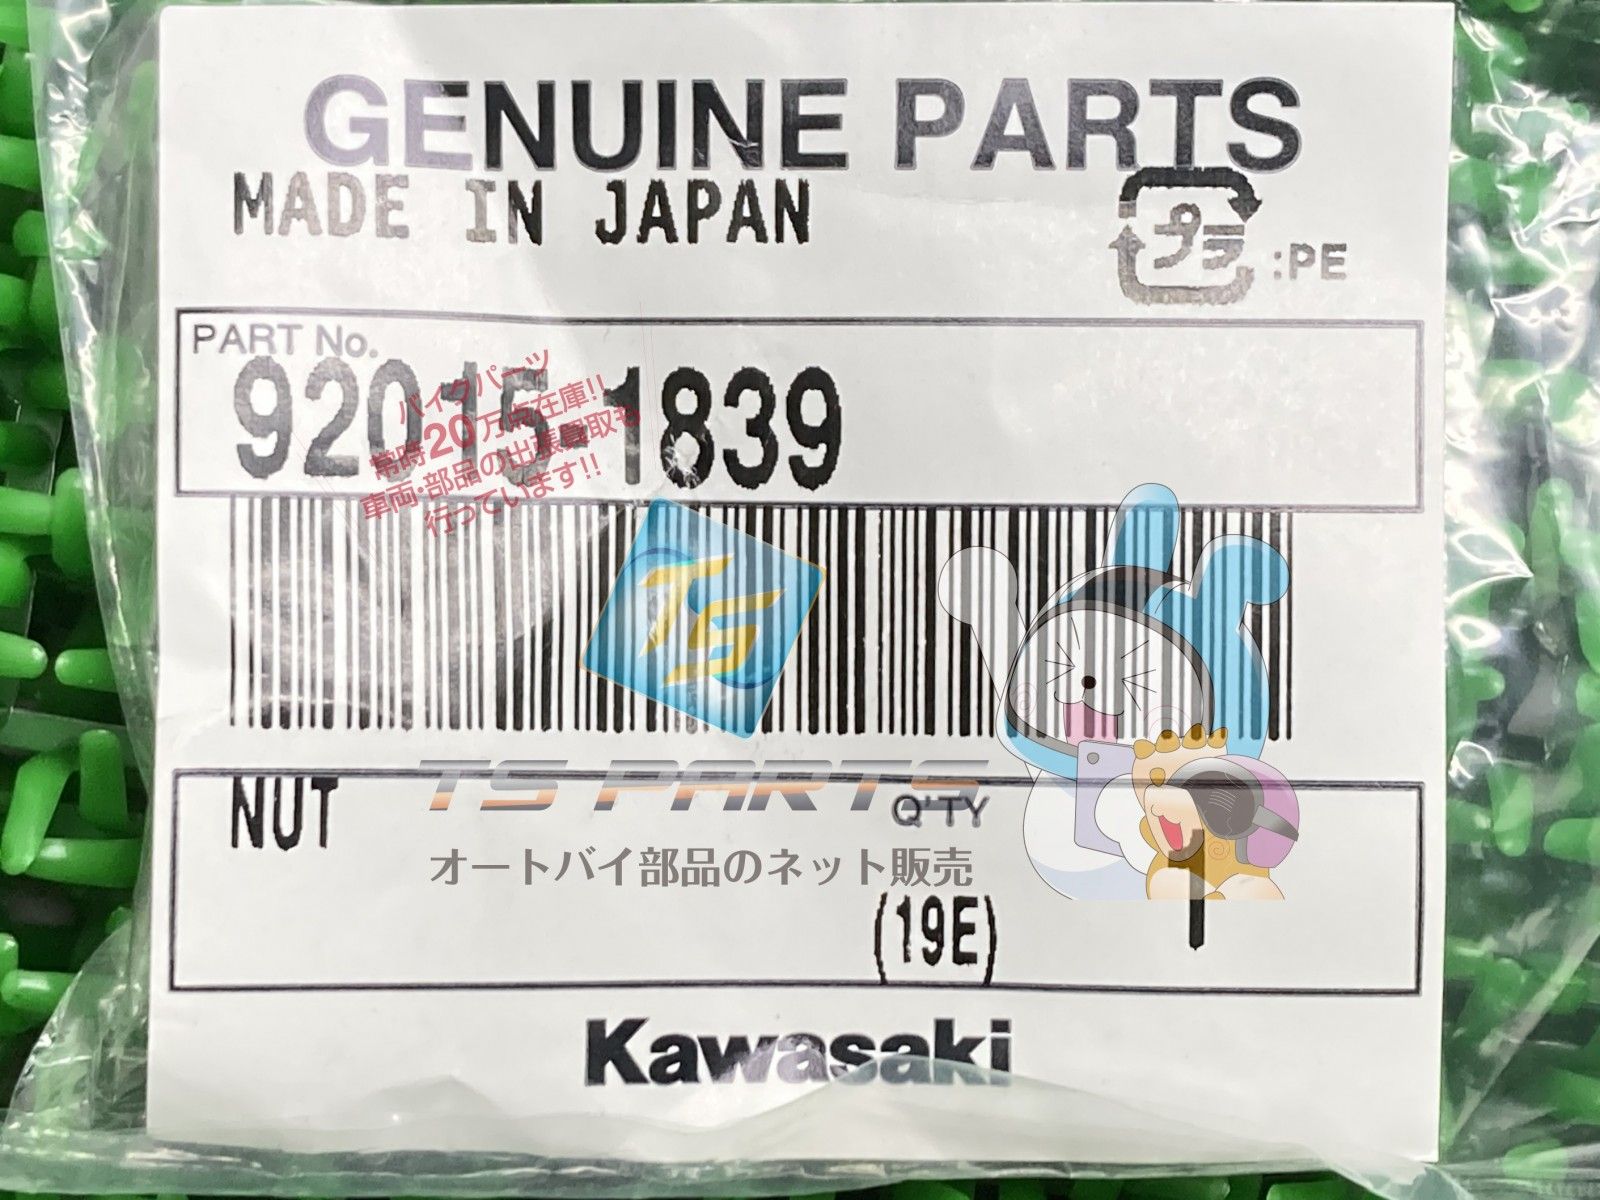 GENUINE PARTS
MADE IN JAPAN
プラ :PE
PART No.
92015-1839
バイクパーツ
常時20万点在庫!!
車両・部品の出張買取も
行っています!!
TS
TS PARTS
NUT
Q'TY
オートバイ部品のネット販売
(19E) 1
Kawasaki